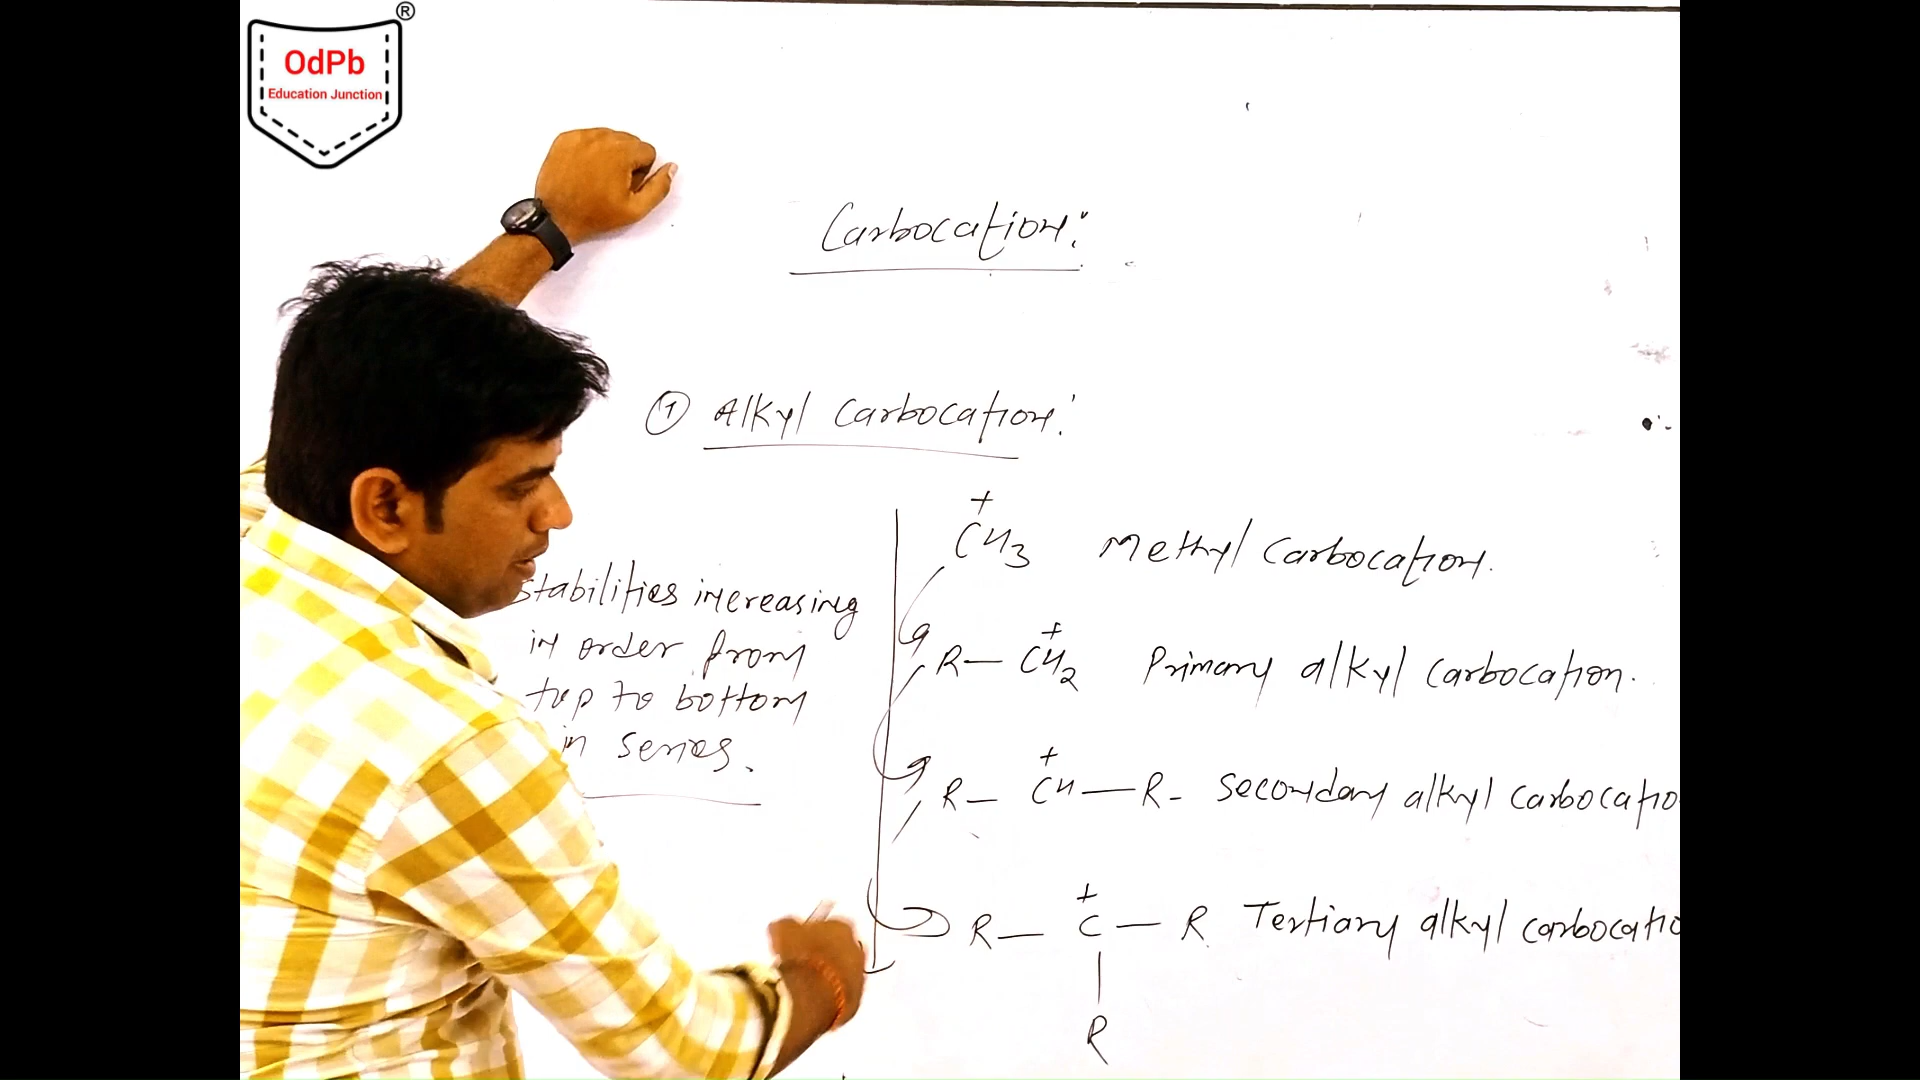 OdPb ®
Education Junction
Carbocation:
① Alkyl Carbocation:
+
CH3 Methyl Carbocation.
stabilities increasing
in order from
top to bottom
in series.
+
R— CH2 Primary alkyl Carbocation.
+
R— CH—R- Secondary alkyl Carbocatio
+
R— C — R Tertiary alkyl Carbocatio
|
R